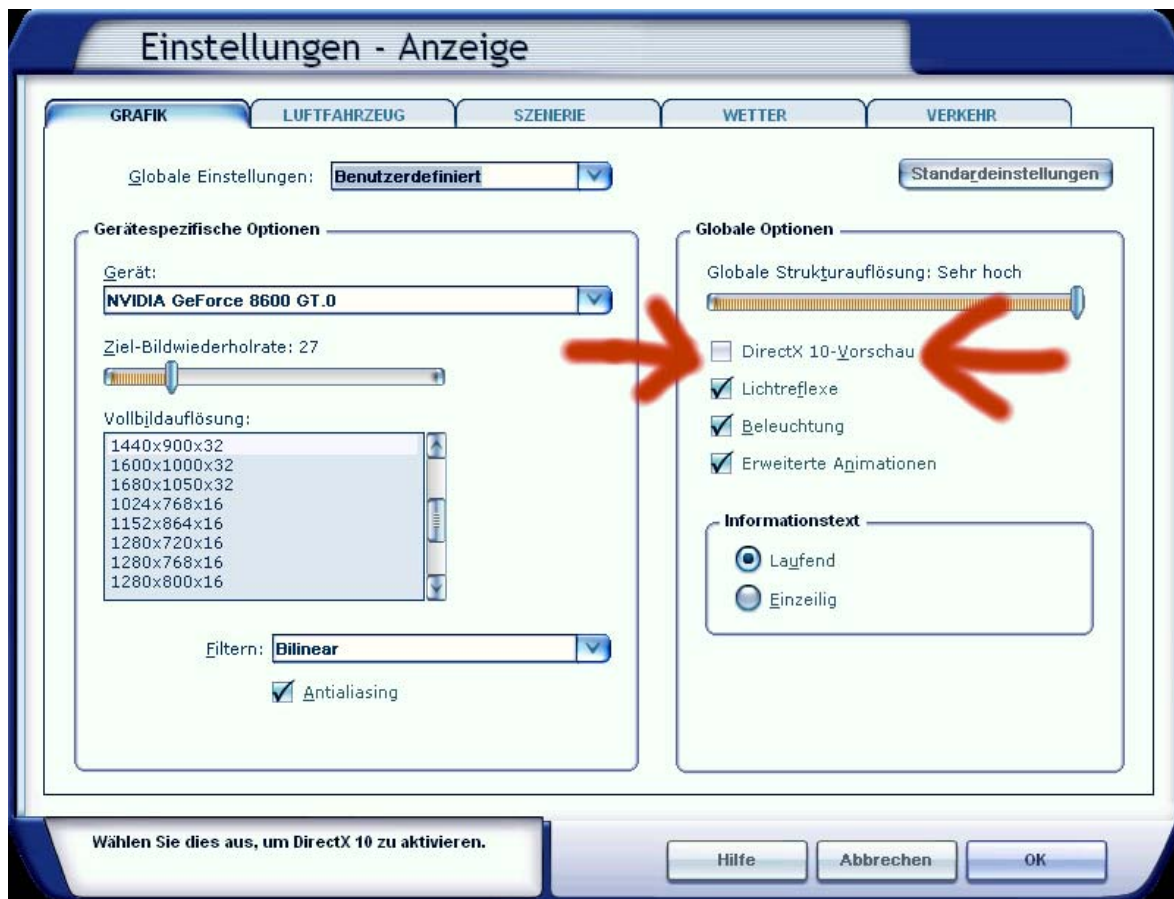 Einstellungen - Anzeige
GRAFIK
LUFTFAHRZEUG
SZENERIE
WETTER
VERKEHR
Globale Einstellungen: Benutzerdefiniert
Standardeinstellungen
Gerätespezifische Optionen
Gerät:
NVIDIA GeForce 8600 GT.0
Ziel-Bildwiederholrate: 27
Vollbildauflösung:
1440x900x32
1600x1000x32
1680x1050x32
1024x768x16
1152x864x16
1280x720x16
1280x768x16
1280x800x16
Filtern: Bilinear
Antialiasing
Globale Optionen
Globale Strukturauflösung: Sehr hoch
DirectX 10-Vorschau
Lichtreflexe
Beleuchtung
Erweiterte Animationen
Informationstext
Laufend
Einzeilig
Wählen Sie dies aus, um DirectX 10 zu aktivieren.
Hilfe
Abbrechen
OK